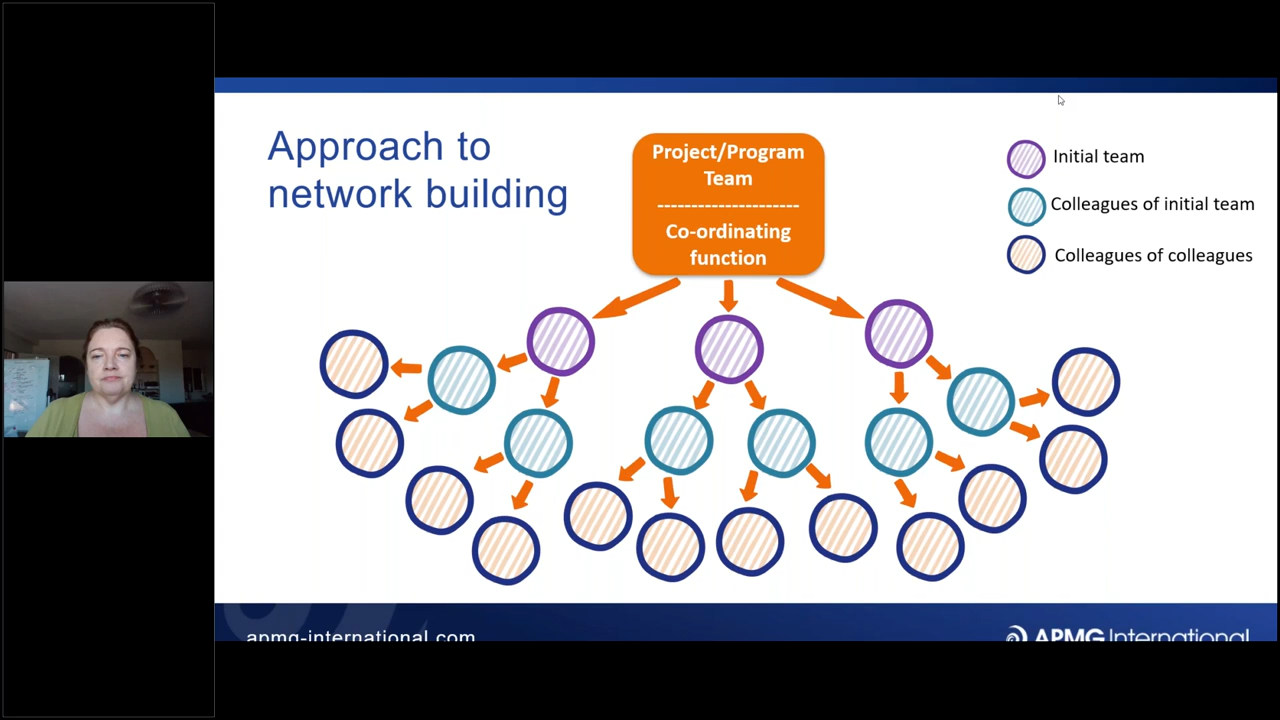 Approach to
network building
Project/Program
Team
---------------------
Co-ordinating
function
Initial team
Colleagues of initial team
Colleagues of colleagues
apmg-international.com
APMG International